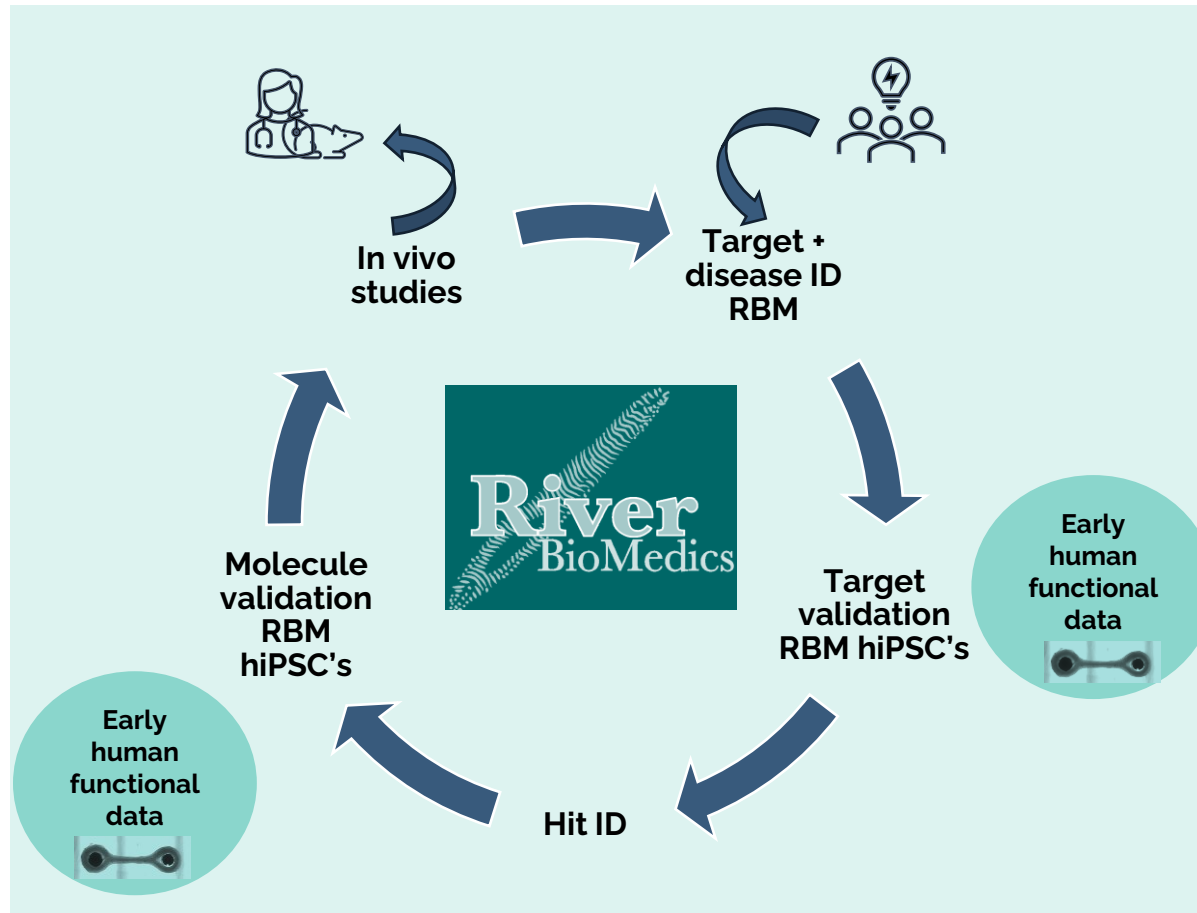 In vivo
studies
Target +
disease ID
RBM
River
BioMedics
Early
human
functional
data
Target
validation
RBM hiPSC's
Molecule
validation
RBM
hiPSC's
Early
human
functional
data
Hit ID